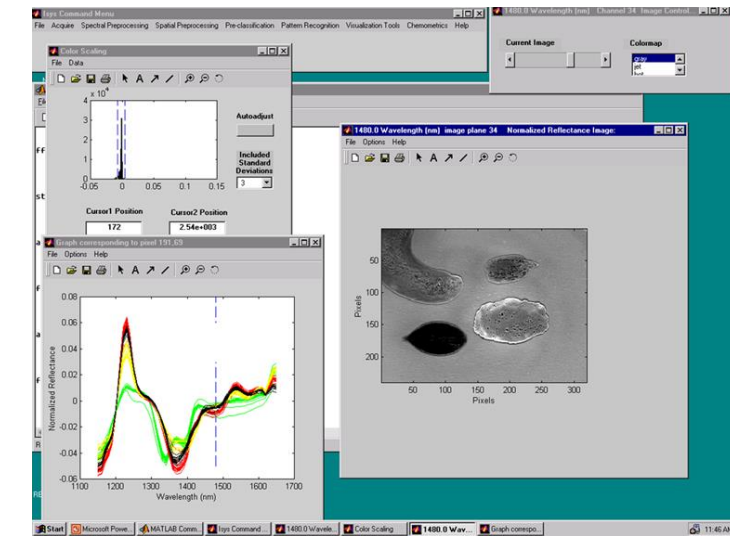 Isys Command Menu
File Acquire Spectral Preprocessing Spatial Preprocessing Pre-classification Pattern Recognition Visualization Tools Chemometrics Help
1480.0 Wavelength (nm) Channel 34 Image Control...
Current Image
Colormap
gray
jet
Color Scaling
File Data
x 10^4
4
3
2
1
0
-0.05 0 0.05 0.1 0.15
Autoadjust
Included
Standard
Deviations
3
Cursor1 Position
Cursor2 Position
172
2.54e+003
1480.0 Wavelength (nm) image plane 34 Normalized Reflectance Image:
File Options Help
50
100
150
200
Pixels
50 100 150 200 250 300
Pixels
Graph corresponding to pixel 191,69
File Options Help
0.08
0.06
0.04
0.02
0
-0.02
-0.04
-0.06
Normalized Reflectance
1100 1200 1300 1400 1500 1600 1700
Wavelength (nm)
Start
Microsoft Powe...
MATLAB Comm...
Isys Command ...
1480.0 Wavele...
Color Scaling
1480.0 Wav...
Graph correspo...
11:46 AM